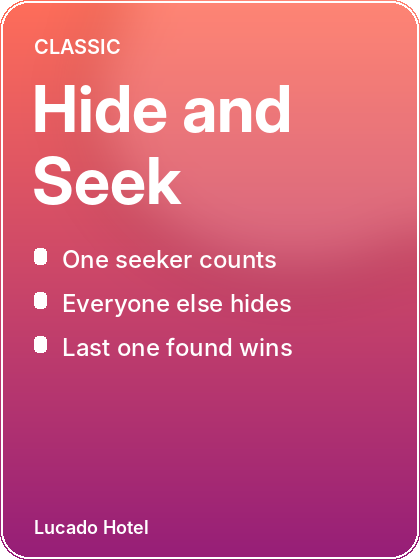 CLASSIC
Hide and
Seek
One seeker counts
Everyone else hides
Last one found wins
Lucado Hotel